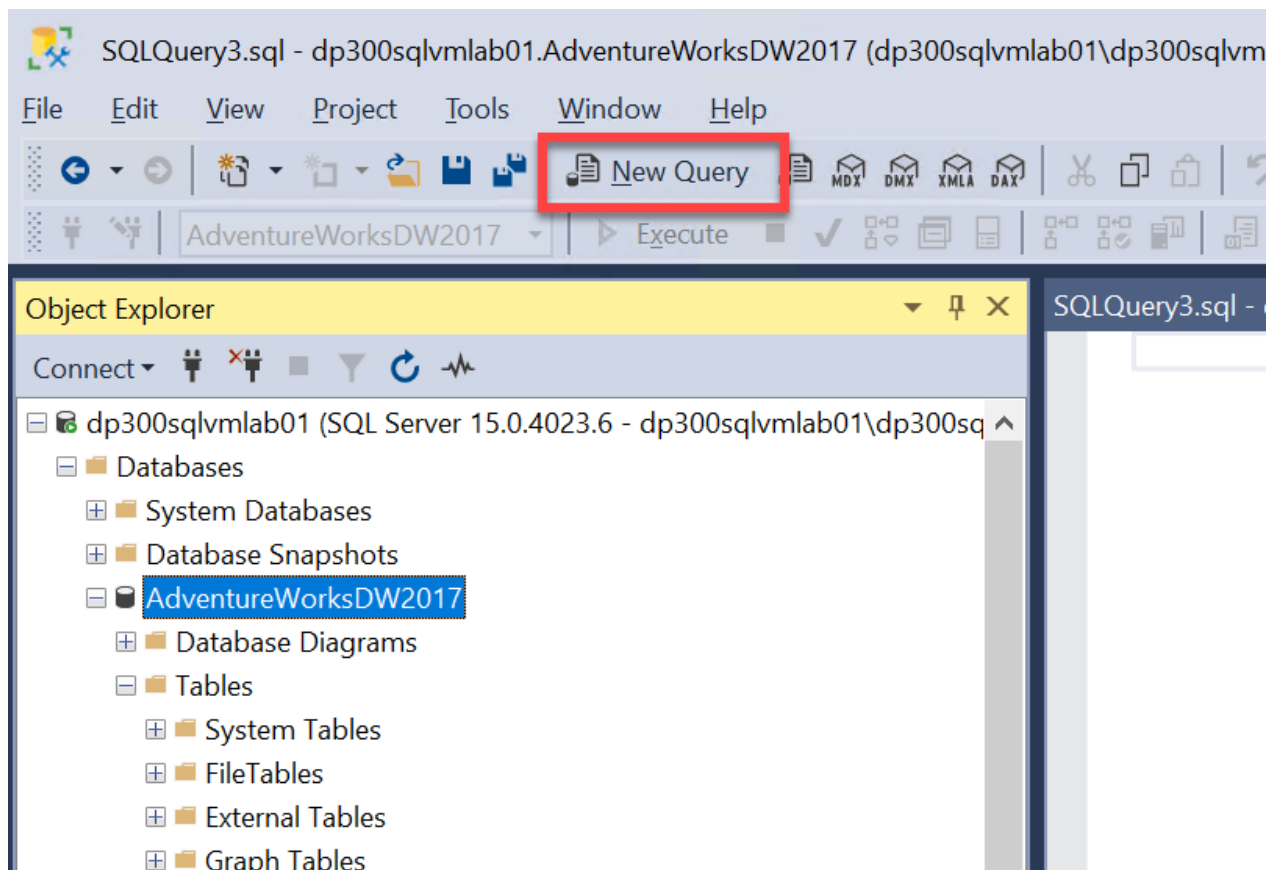 SQLQuery3.sql - dp300sqlvmlab01.AdventureWorksDW2017 (dp300sqlvmlab01\dp300sqlvm
File Edit View Project Tools Window Help
New Query MDX DMX XMLA DAX
AdventureWorksDW2017 Execute
Object Explorer
SQLQuery3.sql -
Connect
dp300sqlvmlab01 (SQL Server 15.0.4023.6 - dp300sqlvmlab01\dp300sq
Databases
System Databases
Database Snapshots
AdventureWorksDW2017
Database Diagrams
Tables
System Tables
FileTables
External Tables
Graph Tables